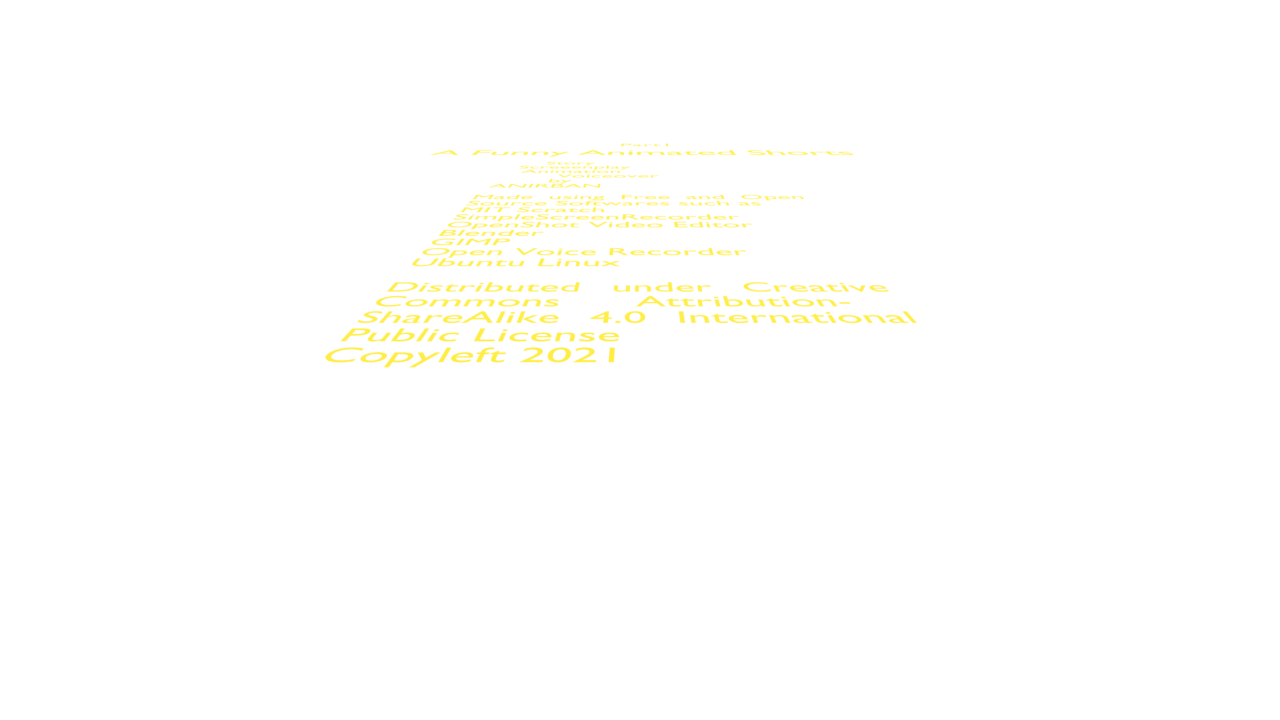 Part I
A Funny Animated Shorts
Story
Screenplay
Animation
Voiceover
by
ANIRBAN
Made using Free and Open
Source Softwares such as
MIT Scratch
SimpleScreenRecorder
OpenShot Video Editor
Blender
GIMP
Open Voice Recorder
Ubuntu Linux
Distributed under Creative
Commons Attribution-
ShareAlike 4.0 International
Public License
Copyleft 2021